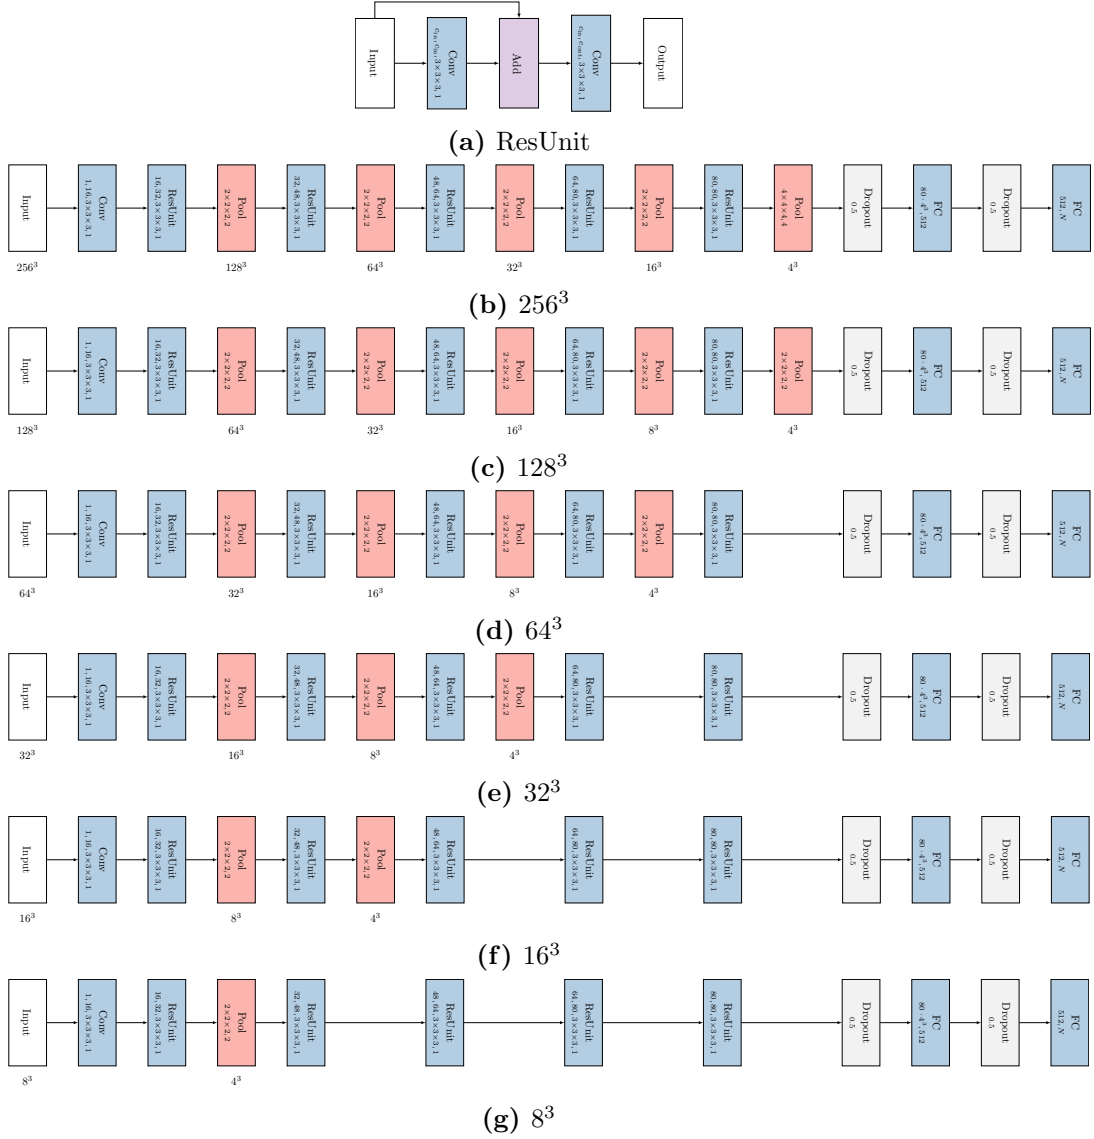 Input
Conv
c_in, c_in, 3×3×3, 1
Add
Conv
c_in, c_out, 3×3×3, 1
Output
(a) ResUnit
Input
Conv
1, 16, 3×3×3, 1
ResUnit
16, 32, 3×3×3, 1
Pool
2×2×2, 2
ResUnit
32, 48, 3×3×3, 1
Pool
2×2×2, 2
ResUnit
48, 64, 3×3×3, 1
Pool
2×2×2, 2
ResUnit
64, 80, 3×3×3, 1
Pool
2×2×2, 2
ResUnit
80, 80, 3×3×3, 1
Pool
4×4×4, 4
Dropout
0.5
FC
80·4³, 512
Dropout
0.5
FC
512, N
256³ 128³ 64³ 32³ 16³ 4³
(b) 256³
Input
Conv
1, 16, 3×3×3, 1
ResUnit
16, 32, 3×3×3, 1
Pool
2×2×2, 2
ResUnit
32, 48, 3×3×3, 1
Pool
2×2×2, 2
ResUnit
48, 64, 3×3×3, 1
Pool
2×2×2, 2
ResUnit
64, 80, 3×3×3, 1
Pool
2×2×2, 2
ResUnit
80, 80, 3×3×3, 1
Pool
2×2×2, 2
Dropout
0.5
FC
80·4³, 512
Dropout
0.5
FC
512, N
128³ 64³ 32³ 16³ 8³ 4³
(c) 128³
Input
Conv
1, 16, 3×3×3, 1
ResUnit
16, 32, 3×3×3, 1
Pool
2×2×2, 2
ResUnit
32, 48, 3×3×3, 1
Pool
2×2×2, 2
ResUnit
48, 64, 3×3×3, 1
Pool
2×2×2, 2
ResUnit
64, 80, 3×3×3, 1
Pool
2×2×2, 2
ResUnit
80, 80, 3×3×3, 1
Dropout
0.5
FC
80·4³, 512
Dropout
0.5
FC
512, N
64³ 32³ 16³ 8³ 4³
(d) 64³
Input
Conv
1, 16, 3×3×3, 1
ResUnit
16, 32, 3×3×3, 1
Pool
2×2×2, 2
ResUnit
32, 48, 3×3×3, 1
Pool
2×2×2, 2
ResUnit
48, 64, 3×3×3, 1
Pool
2×2×2, 2
ResUnit
64, 80, 3×3×3, 1
ResUnit
80, 80, 3×3×3, 1
Dropout
0.5
FC
80·4³, 512
Dropout
0.5
FC
512, N
32³ 16³ 8³ 4³
(e) 32³
Input
Conv
1, 16, 3×3×3, 1
ResUnit
16, 32, 3×3×3, 1
Pool
2×2×2, 2
ResUnit
32, 48, 3×3×3, 1
Pool
2×2×2, 2
ResUnit
48, 64, 3×3×3, 1
ResUnit
64, 80, 3×3×3, 1
ResUnit
80, 80, 3×3×3, 1
Dropout
0.5
FC
80·4³, 512
Dropout
0.5
FC
512, N
16³ 8³ 4³
(f) 16³
Input
Conv
1, 16, 3×3×3, 1
ResUnit
16, 32, 3×3×3, 1
Pool
2×2×2, 2
ResUnit
32, 48, 3×3×3, 1
ResUnit
48, 64, 3×3×3, 1
ResUnit
64, 80, 3×3×3, 1
ResUnit
80, 80, 3×3×3, 1
Dropout
0.5
FC
80·4³, 512
Dropout
0.5
FC
512, N
8³ 4³
(g) 8³